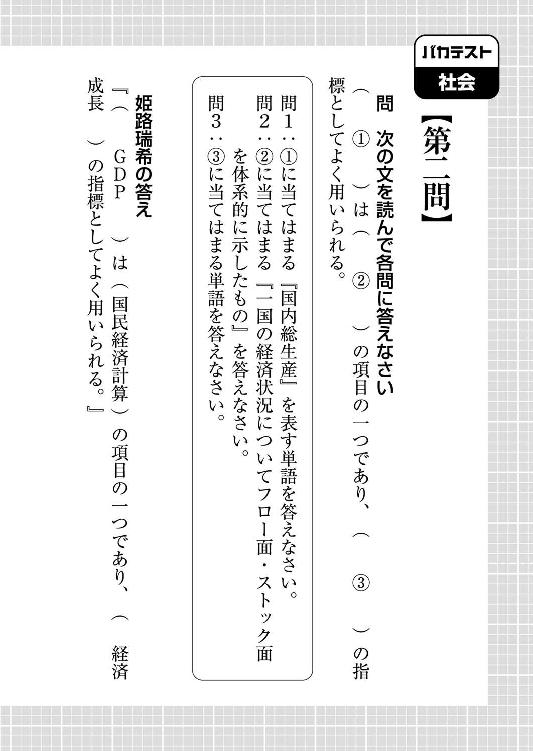 バカテスト
社会
【第二問】
問 次の文を読んで各問に答えなさい
（ ① ）は（ ② ）の項目の一つであり、（ ③ ）の指
標としてよく用いられる。
問１：①に当てはまる『国内総生産』を表す単語を答えなさい。
問２：②に当てはまる『一国の経済状況についてフロー面・ストック面
を体系的に示したもの』を答えなさい。
問３：③に当てはまる単語を答えなさい。
姫路瑞希の答え
『（ ＧＤＰ ）は（国民経済計算）の項目の一つであり、（ 経済
成長 ）の指標としてよく用いられる。』